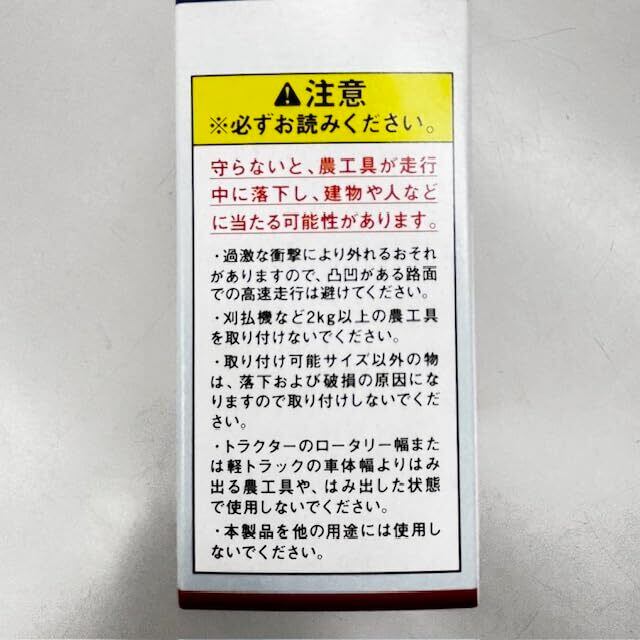 ⚠注意
※必ずお読みください。
守らないと、農工具が走行
中に落下し、建物や人など
に当たる可能性があります。
・過激な衝撃により外れるおそれ
がありますので、凸凹がある路面
での高速走行は避けてください。
・刈払機など2kg以上の農工具
を取り付けないでください。
・取り付け可能サイズ以外の物
は、落下および破損の原因にな
りますので取り付けしないでくださ
い。
・トラクターのロータリー幅また
は軽トラックの車体幅よりはみ
出る農工具や、はみ出した状態
で使用しないでください。
・本製品を他の用途には使用し
ないでください。